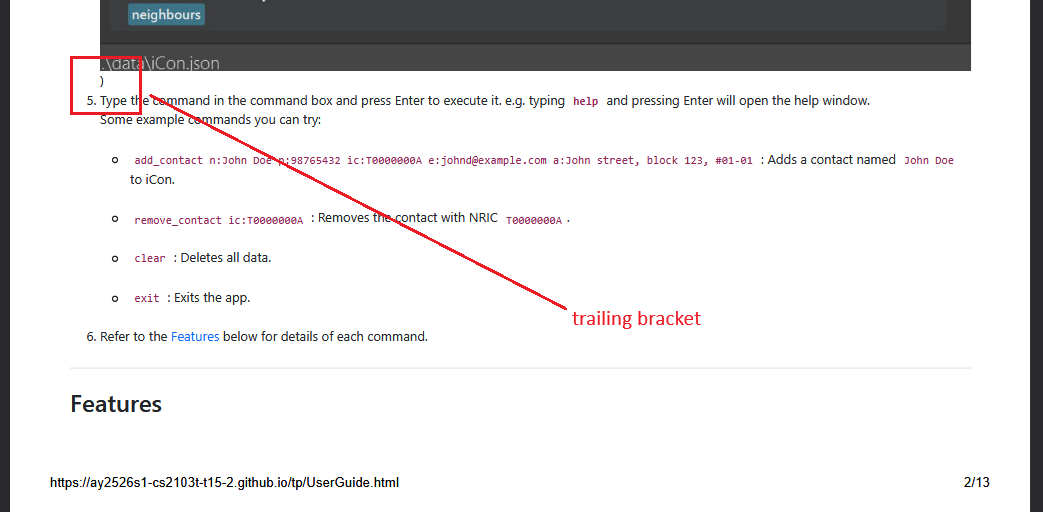 neighbours
.\data\iCon.json
)
5. Type the command in the command box and press Enter to execute it. e.g. typing help and pressing Enter will open the help window.
Some example commands you can try:
add_contact n:John Doe p:98765432 ic:T0000000A e:johnd@example.com a:John street, block 123, #01-01 : Adds a contact named John Doe
to iCon.
remove_contact ic:T0000000A : Removes the contact with NRIC T0000000A .
clear : Deletes all data.
exit : Exits the app.
trailing bracket
6. Refer to the Features below for details of each command.
Features
https://ay2526s1-cs2103t-t15-2.github.io/tp/UserGuide.html 2/13